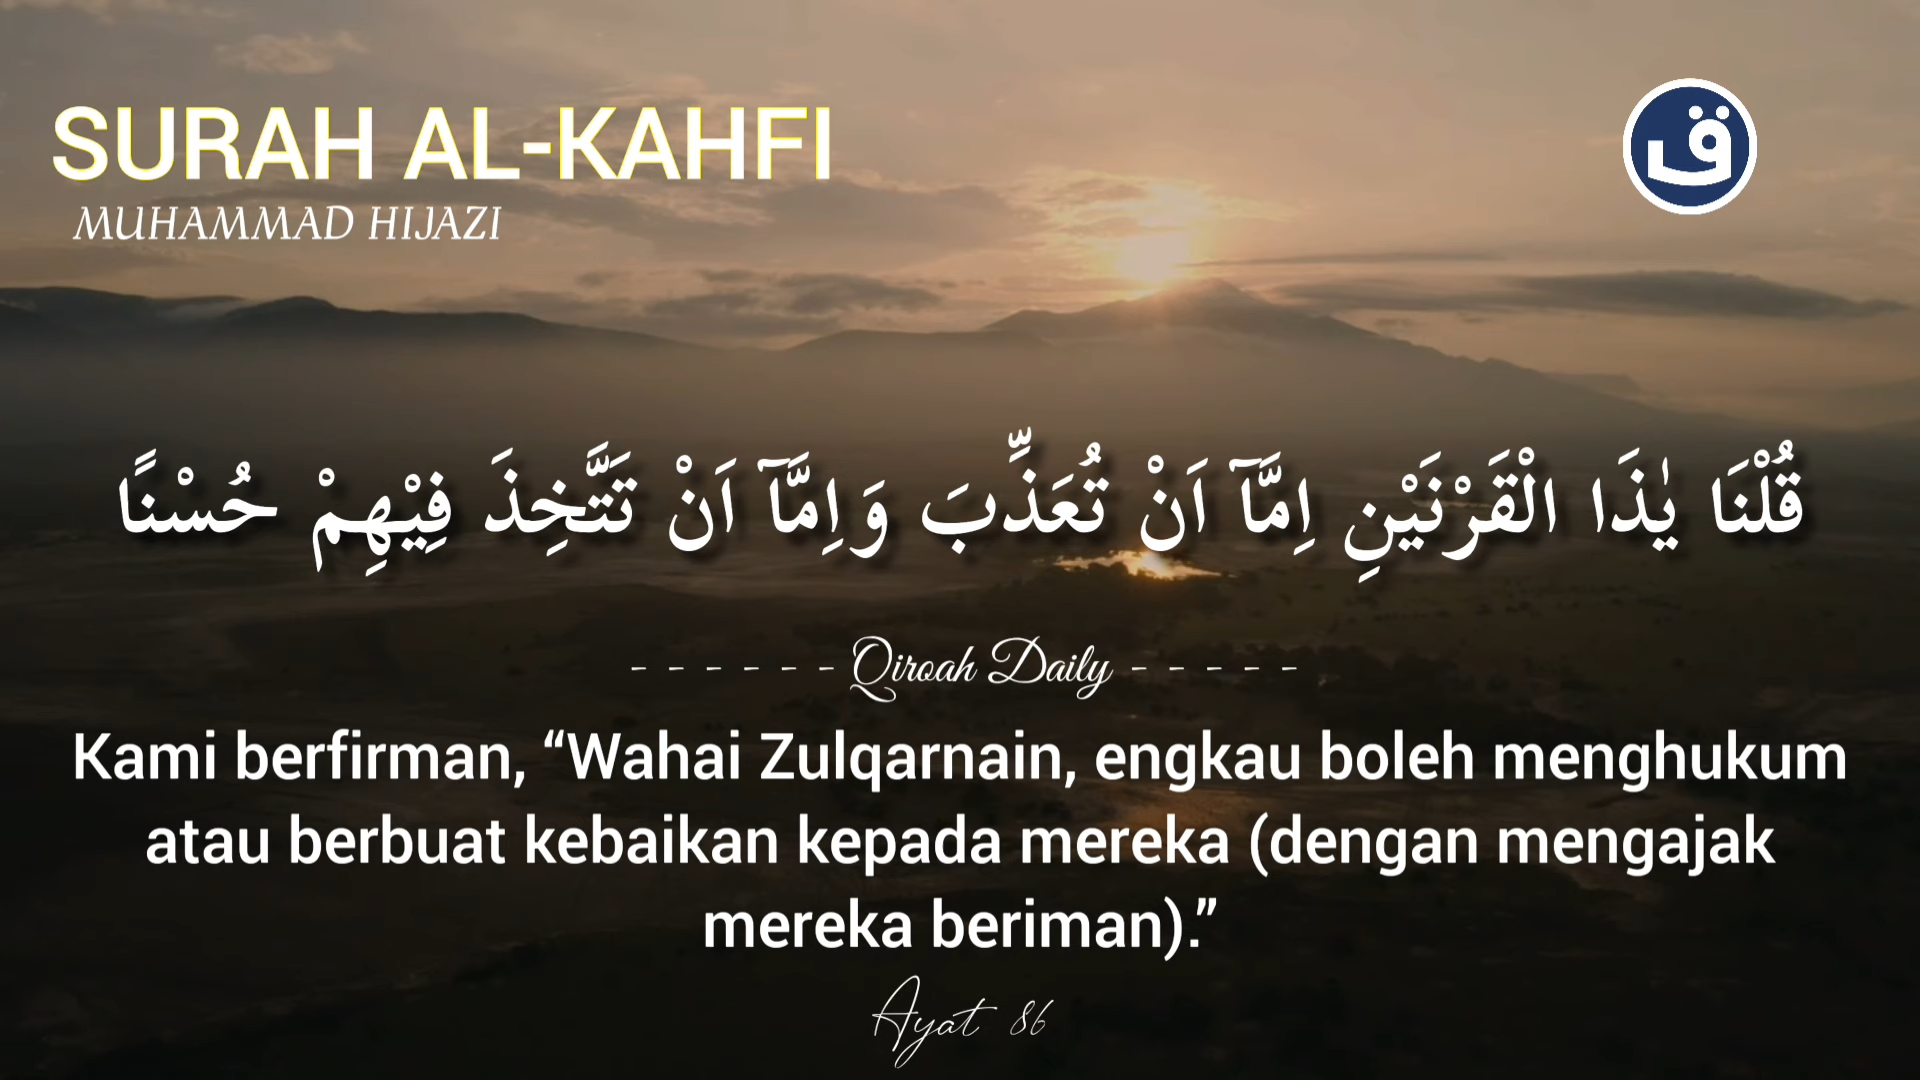 SURAH AL-KAHFI
MUHAMMAD HIJAZI
ق
قُلْنَا يٰذَا الْقَرْنَيْنِ اِمَّآ اَنْ تُعَذِّبَ وَاِمَّآ اَنْ تَتَّخِذَ فِيْهِمْ حُسْنًا
- - - - - - Qiroah Daily - - - - -
Kami berfirman, “Wahai Zulqarnain, engkau boleh menghukum
atau berbuat kebaikan kepada mereka (dengan mengajak
mereka beriman).”
Ayat 86